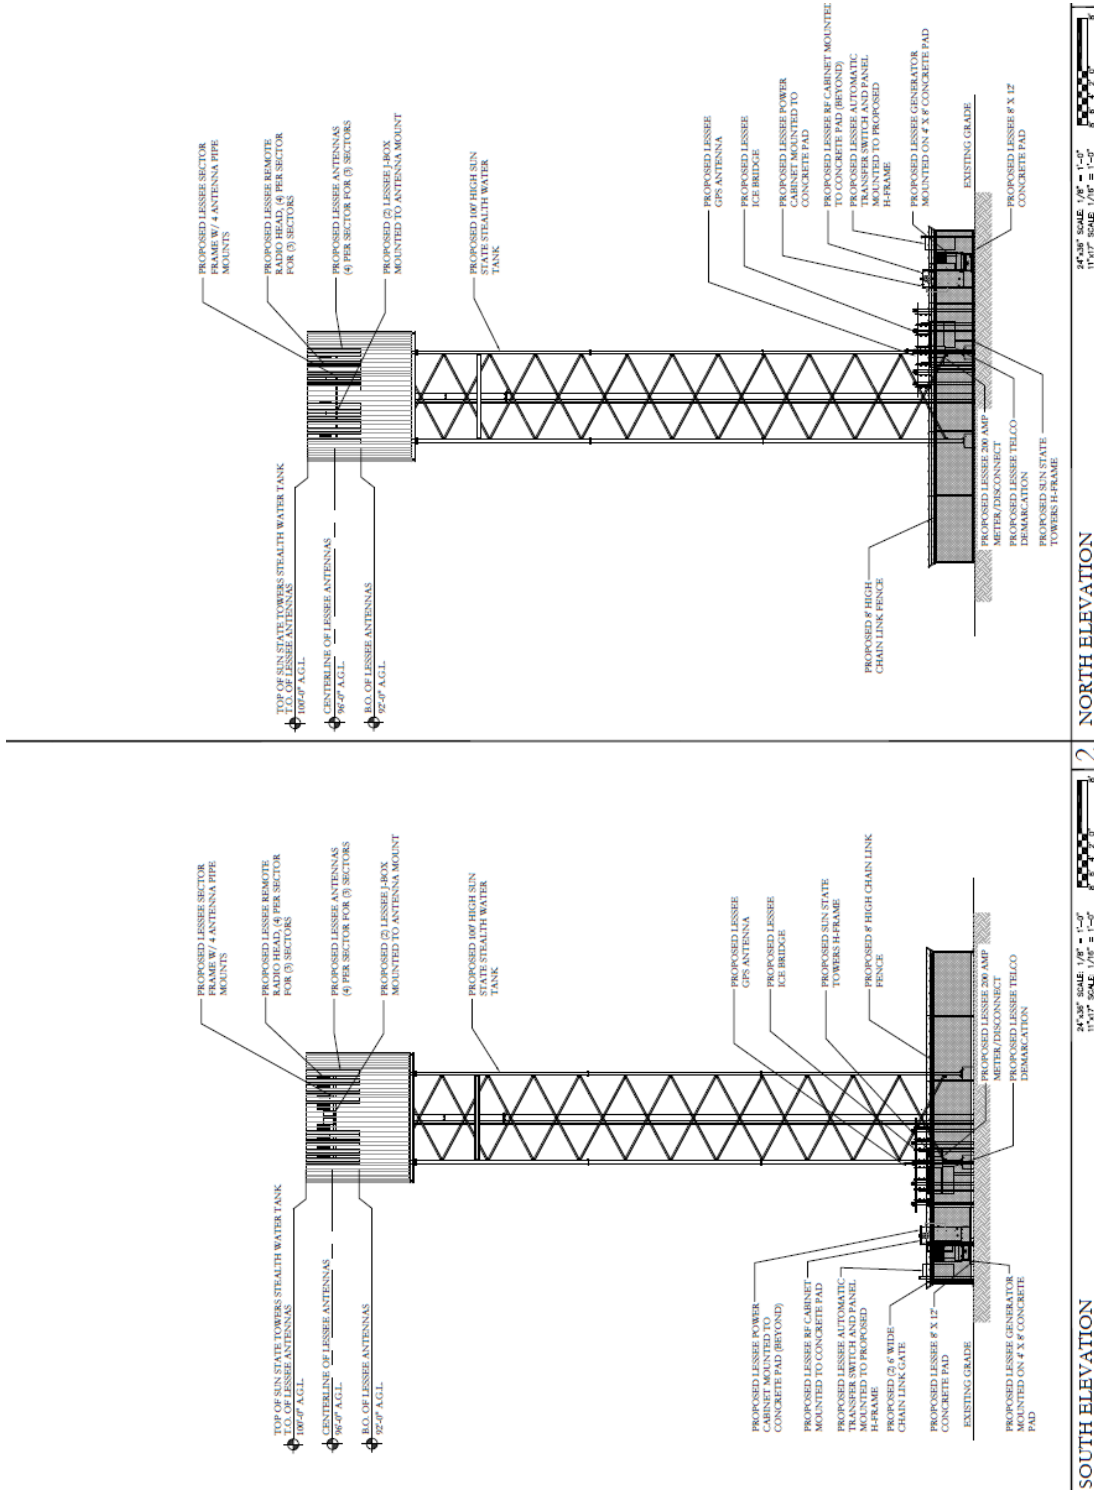 PROPOSED LESSEE SECTOR
FRAME W/ 4 ANTENNA PIPE
MOUNTS
PROPOSED LESSEE REMOTE
RADIO HEAD, (4) PER SECTOR
FOR (3) SECTORS
PROPOSED LESSEE ANTENNAS
(4) PER SECTOR FOR (3) SECTORS
PROPOSED (2) LESSEE J-BOX
MOUNTED TO ANTENNA MOUNT
PROPOSED 100' HIGH SUN
STATE STEALTH WATER
TANK
TOP OF SUN STATE TOWERS STEALTH WATER TANK
T.O. OF LESSEE ANTENNAS
100'-0" A.G.L.
CENTERLINE OF LESSEE ANTENNAS
96'-0" A.G.L.
B.O. OF LESSEE ANTENNAS
92'-0" A.G.L.
PROPOSED LESSEE
GPS ANTENNA
PROPOSED LESSEE
ICE BRIDGE
PROPOSED SUN STATE
TOWERS H-FRAME
PROPOSED 8' HIGH CHAIN LINK
FENCE
PROPOSED LESSEE POWER
CABINET MOUNTED TO
CONCRETE PAD (BEYOND)
PROPOSED LESSEE RF CABINET
MOUNTED TO CONCRETE PAD
PROPOSED LESSEE AUTOMATIC
TRANSFER SWITCH AND PANEL
MOUNTED TO PROPOSED
H-FRAME
PROPOSED (2) 6' WIDE
CHAIN LINK GATE
PROPOSED LESSEE 8' X 12'
CONCRETE PAD
EXISTING GRADE
PROPOSED LESSEE GENERATOR
MOUNTED ON 4' X 8' CONCRETE
PAD
PROPOSED LESSEE 200 AMP
METER/DISCONNECT
PROPOSED LESSEE TELCO
DEMARCATION
SOUTH ELEVATION
24"x36" SCALE: 1/8" = 1'-0"
11"x17" SCALE: 1/16" = 1'-0"
2
PROPOSED LESSEE SECTOR
FRAME W/ 4 ANTENNA PIPE
MOUNTS
PROPOSED LESSEE REMOTE
RADIO HEAD, (4) PER SECTOR
FOR (3) SECTORS
PROPOSED LESSEE ANTENNAS
(4) PER SECTOR FOR (3) SECTORS
PROPOSED (2) LESSEE J-BOX
MOUNTED TO ANTENNA MOUNT
PROPOSED 100' HIGH SUN
STATE STEALTH WATER
TANK
TOP OF SUN STATE TOWERS STEALTH WATER TANK
T.O. OF LESSEE ANTENNAS
100'-0" A.G.L.
CENTERLINE OF LESSEE ANTENNAS
96'-0" A.G.L.
B.O. OF LESSEE ANTENNAS
92'-0" A.G.L.
PROPOSED LESSEE
GPS ANTENNA
PROPOSED LESSEE
ICE BRIDGE
PROPOSED LESSEE POWER
CABINET MOUNTED TO
CONCRETE PAD
PROPOSED LESSEE RF CABINET MOUNTED
TO CONCRETE PAD (BEYOND)
PROPOSED LESSEE AUTOMATIC
TRANSFER SWITCH AND PANEL
MOUNTED TO PROPOSED
H-FRAME
PROPOSED LESSEE GENERATOR
MOUNTED ON 4' X 8' CONCRETE PAD
EXISTING GRADE
PROPOSED LESSEE 8' X 12'
CONCRETE PAD
PROPOSED 8' HIGH
CHAIN LINK FENCE
PROPOSED LESSEE 200 AMP
METER/DISCONNECT
PROPOSED LESSEE TELCO
DEMARCATION
PROPOSED SUN STATE
TOWERS H-FRAME
NORTH ELEVATION
24"x36" SCALE: 1/8" = 1'-0"
11"x17" SCALE: 1/16" = 1'-0"